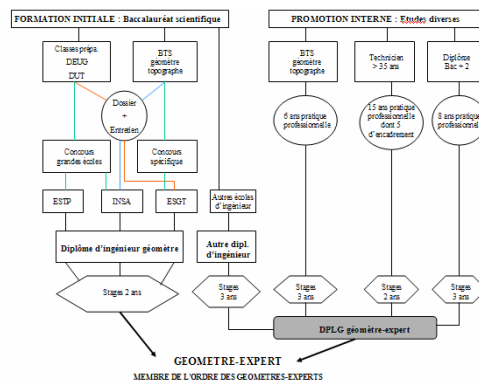 FORMATION INITIALE : Baccalauréat scientifique
PROMOTION INTERNE : Etudes diverses
Classes prépa.
DEUG
DUT
BTS
géomètre
topographe
BTS
géomètre
topographe
Technicien
> 35 ans
Diplôme
Bac + 2
Dossier
+
Entretien
6 ans pratique
professionnelle
15 ans pratique
professionnelle
dont 5
d'encadrement
8 ans pratique
professionnelle
Concours
grandes écoles
Concours
spécifique
ESTP
INSA
ESGT
Autres écoles
d'ingénieur
Diplôme d'ingénieur géomètre
Autre dipl.
d'ingénieur
Stages 2 ans
Stages
3 ans
Stages
3 ans
Stages
2 ans
Stages
3 ans
DPLG géomètre-expert
GEOMETRE-EXPERT
MEMBRE DE L'ORDRE DES GEOMETRES-EXPERTS